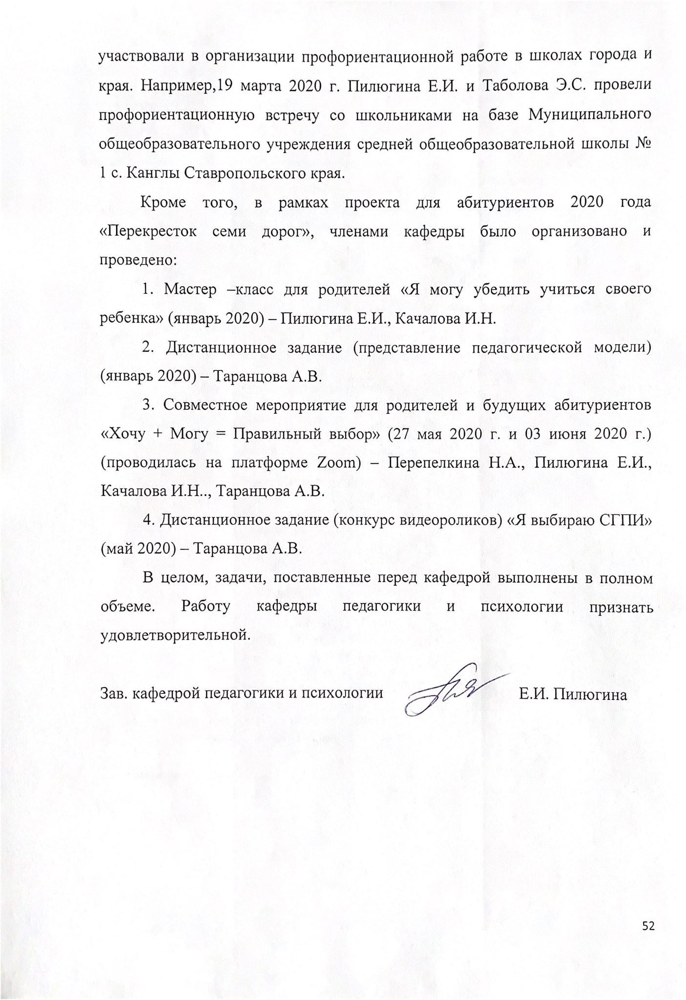 участвовали в организации профориентационной работе в школах города и
края. Например,19 марта 2020 г. Пилюгина Е.И. и Таболова Э.С. провели
профориентационную встречу со школьниками на базе Муниципального
общеобразовательного учреждения средней общеобразовательной школы №
1 с. Канглы Ставропольского края.
Кроме того, в рамках проекта для абитуриентов 2020 года
«Перекресток семи дорог», членами кафедры было организовано и
проведено:
1. Мастер –класс для родителей «Я могу убедить учиться своего
ребенка» (январь 2020) – Пилюгина Е.И., Качалова И.Н.
2. Дистанционное задание (представление педагогической модели)
(январь 2020) – Таранцова А.В.
3. Совместное мероприятие для родителей и будущих абитуриентов
«Хочу + Могу = Правильный выбор» (27 мая 2020 г. и 03 июня 2020 г.)
(проводилась на платформе Zoom) – Перепелкина Н.А., Пилюгина Е.И.,
Качалова И.Н.., Таранцова А.В.
4. Дистанционное задание (конкурс видеороликов) «Я выбираю СГПИ»
(май 2020) – Таранцова А.В.
В целом, задачи, поставленные перед кафедрой выполнены в полном
объеме. Работу кафедры педагогики и психологии признать
удовлетворительной.
Зав. кафедрой педагогики и психологии Е.И. Пилюгина
52